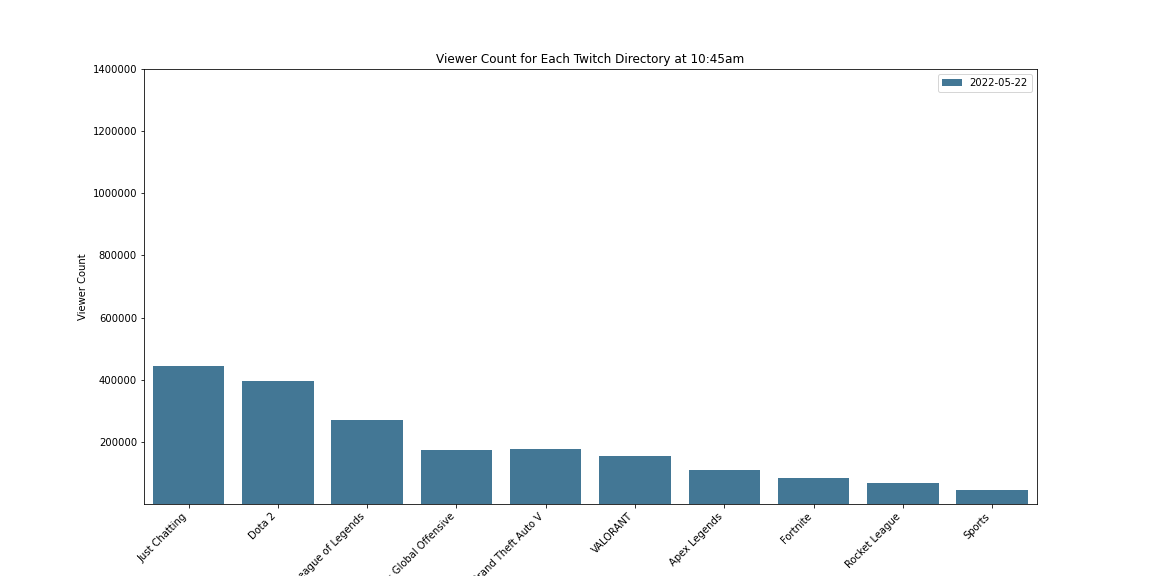 Viewer Count for Each Twitch Directory at 10:45am
2022-05-22
1400000
1200000
1000000
800000
600000
400000
200000
Viewer Count
Just Chatting
Dota 2
eague of Legends
Global Offensive
rand Theft Auto V
VALORANT
Apex Legends
Fortnite
Rocket League
Sports